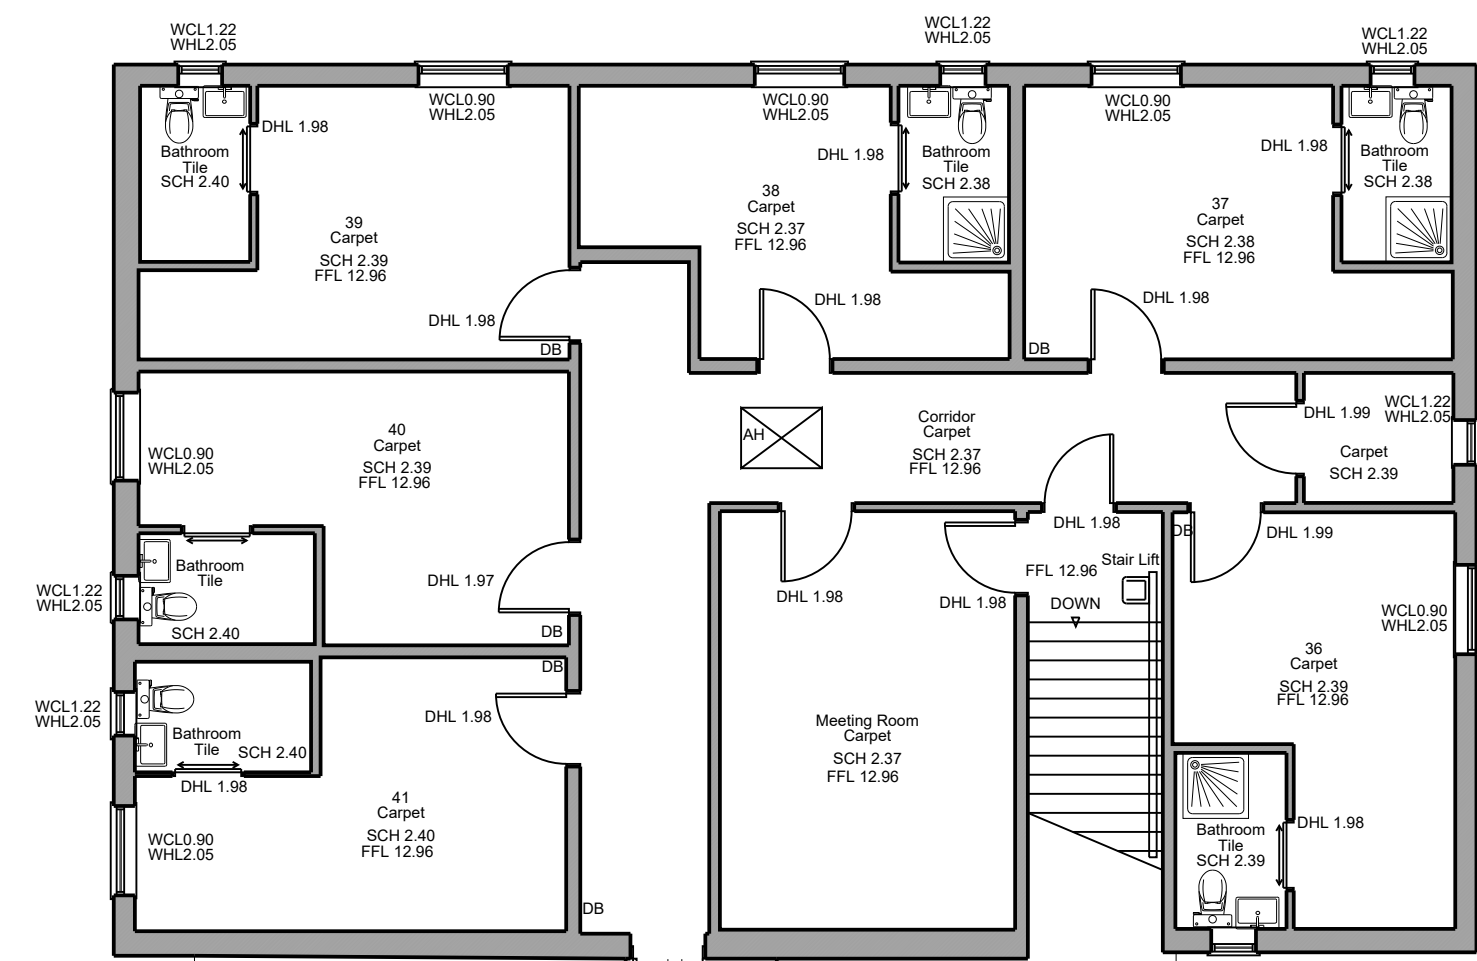 WCL1.22
WHL2.05
WCL1.22
WHL2.05
WCL1.22
WHL2.05
WCL0.90
WHL2.05
WCL0.90
WHL2.05
WCL0.90
WHL2.05
DHL 1.98
Bathroom
Tile
SCH 2.40
DHL 1.98
Bathroom
Tile
SCH 2.38
DHL 1.98
Bathroom
Tile
SCH 2.38
39
Carpet
SCH 2.39
FFL 12.96
38
Carpet
SCH 2.37
FFL 12.96
37
Carpet
SCH 2.38
FFL 12.96
DHL 1.98
DB
DHL 1.98
DHL 1.98
DB
40
Carpet
SCH 2.39
FFL 12.96
WCL0.90
WHL2.05
AH
Corridor
Carpet
SCH 2.37
FFL 12.96
DHL 1.99
WCL1.22
WHL2.05
Carpet
SCH 2.39
Bathroom
Tile
SCH 2.40
WCL1.22
WHL2.05
DHL 1.97
DB
DHL 1.98
DHL 1.98
DHL 1.98
FFL 12.96
Stair Lift
DOWN
DB
DHL 1.99
WCL0.90
WHL2.05
36
Carpet
SCH 2.39
FFL 12.96
DB
WCL1.22
WHL2.05
Bathroom
Tile
SCH 2.40
DHL 1.98
DHL 1.98
Meeting Room
Carpet
SCH 2.37
FFL 12.96
41
Carpet
SCH 2.40
FFL 12.96
WCL0.90
WHL2.05
DB
DHL 1.98
Bathroom
Tile
SCH 2.39